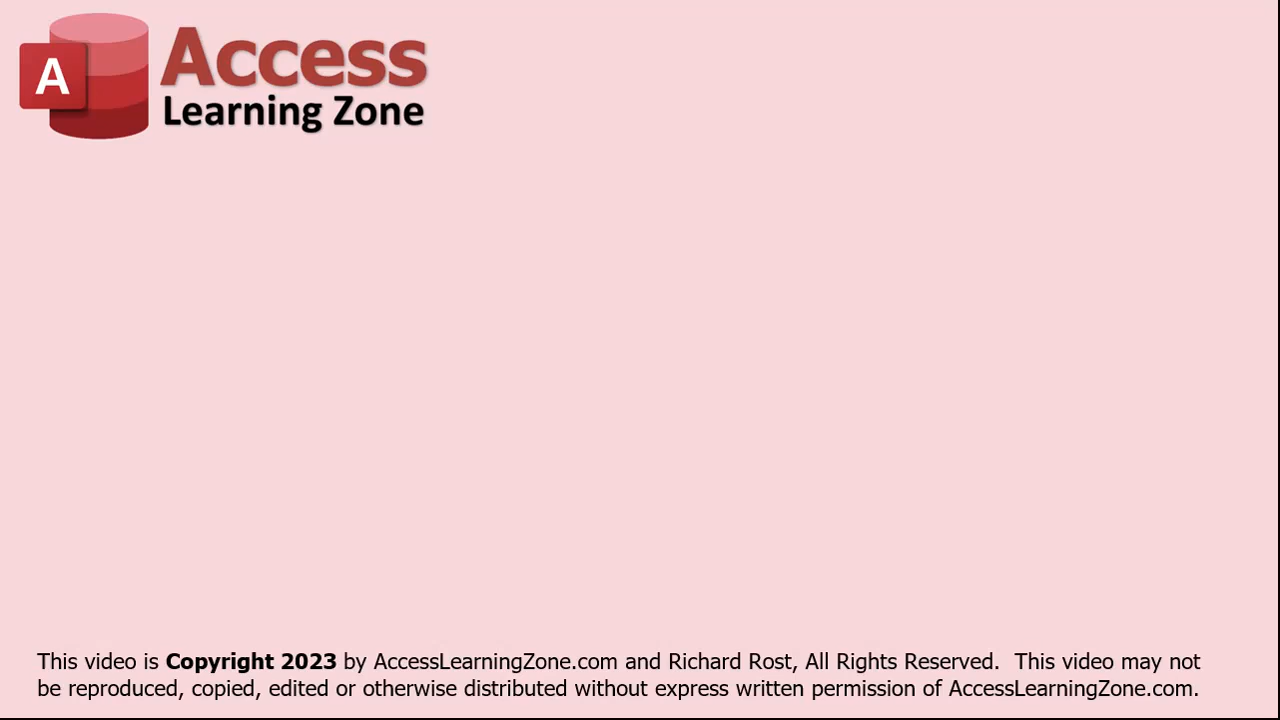 A
Access
Learning Zone
This video is Copyright 2023 by AccessLearningZone.com and Richard Rost, All Rights Reserved.  This video may not
be reproduced, copied, edited or otherwise distributed without express written permission of AccessLearningZone.com.